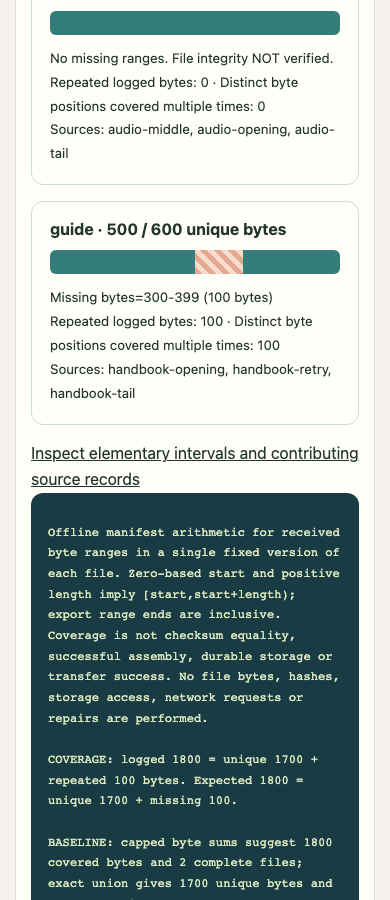 No missing ranges. File integrity NOT verified.
Repeated logged bytes: 0 · Distinct byte
positions covered multiple times: 0
Sources: audio-middle, audio-opening, audio-
tail
guide · 500 / 600 unique bytes
Missing bytes=300-399 (100 bytes)
Repeated logged bytes: 100 · Distinct byte
positions covered multiple times: 100
Sources: handbook-opening, handbook-retry,
handbook-tail
Inspect elementary intervals and contributing
source records
Offline manifest arithmetic for received
byte ranges in a single fixed version of
each file. Zero-based start and positive
length imply [start,start+length);
export range ends are inclusive.
Coverage is not checksum equality,
successful assembly, durable storage or
transfer success. No file bytes, hashes,
storage access, network requests or
repairs are performed.
COVERAGE: logged 1800 = unique 1700 +
repeated 100 bytes. Expected 1800 =
unique 1700 + missing 100.
BASELINE: capped byte sums suggest 1800
covered bytes and 2 complete files;
exact union gives 1700 unique bytes and